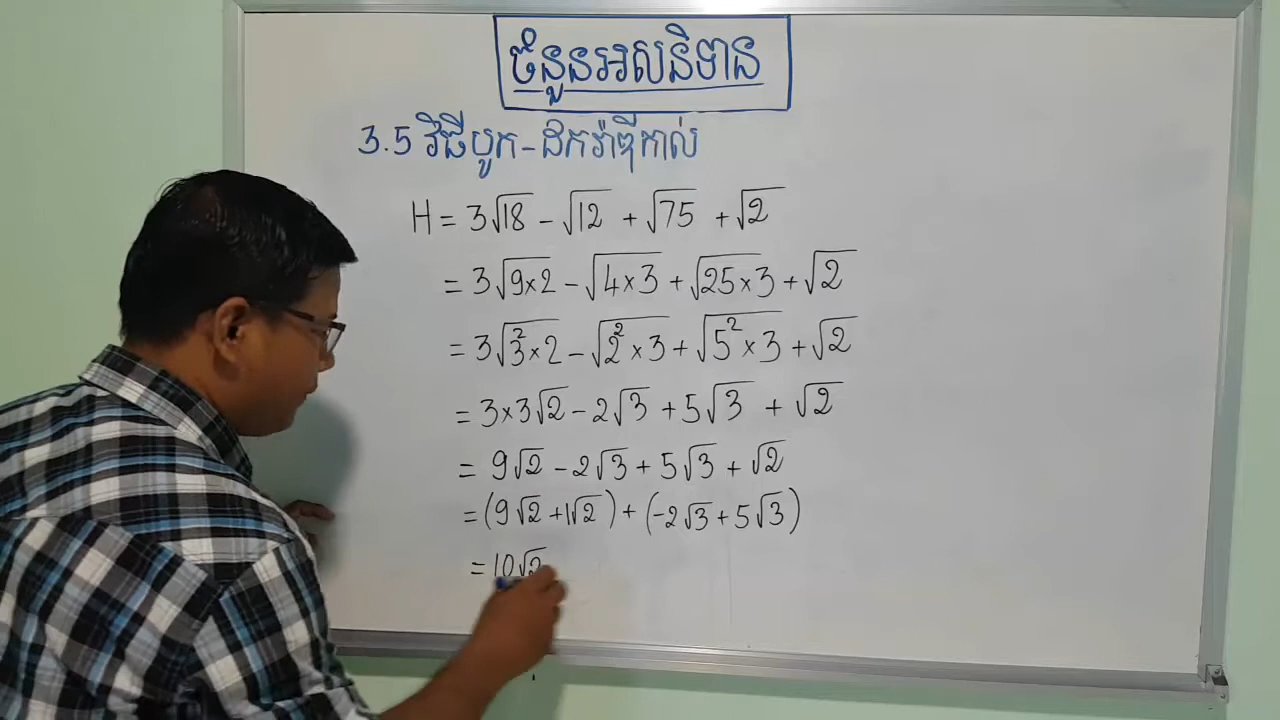 ចំនួនអសនិទាន
3.5 វិធីបូក-ដករ៉ាឌីកាល់
H = 3√18 - √12 + √75 + √2
= 3√(9×2) - √(4×3) + √(25×3) + √2
= 3√(3²×2) - √(2²×3) + √(5²×3) + √2
= 3×3√2 - 2√3 + 5√3 + √2
= 9√2 - 2√3 + 5√3 + √2
= (9√2 + 1√2) + (-2√3 + 5√3)
= 10√2